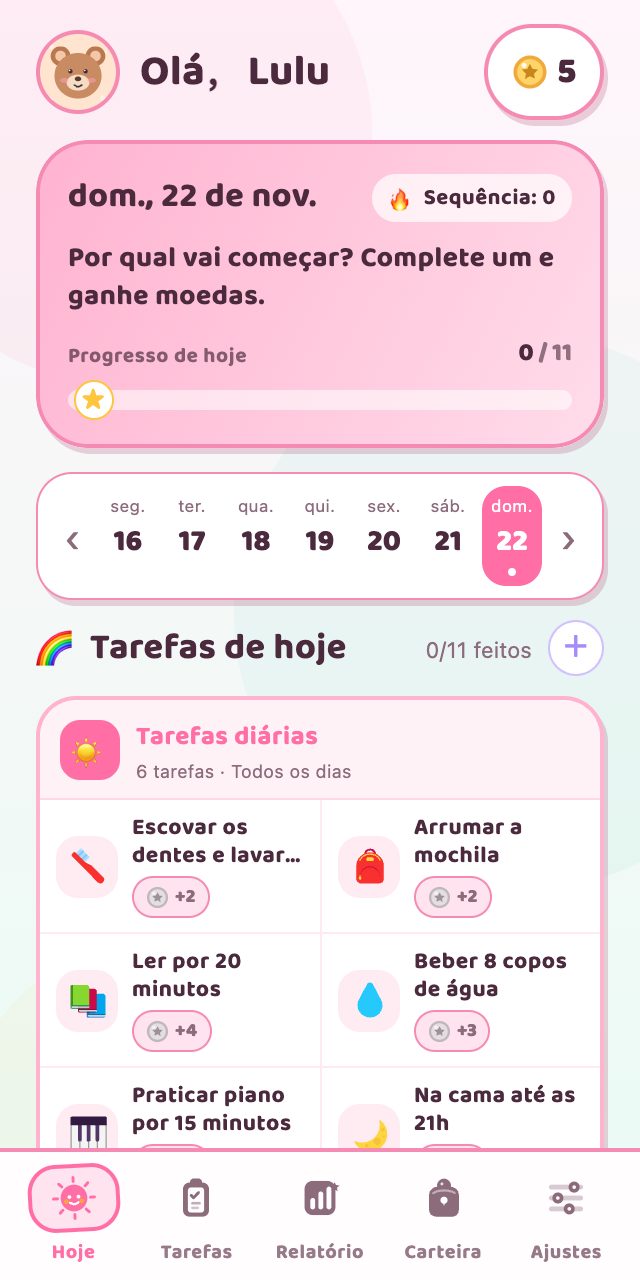 Olá, Lulu
5
dom., 22 de nov.
Sequência: 0
Por qual vai começar? Complete um e
ganhe moedas.
Progresso de hoje
0 / 11
seg. ter. qua. qui. sex. sáb. dom.
‹ 16 17 18 19 20 21 22 ›
Tarefas de hoje
0/11 feitos
+
Tarefas diárias
6 tarefas · Todos os dias
Escovar os
dentes e lavar...
+2
Arrumar a
mochila
+2
Ler por 20
minutos
+4
Beber 8 copos
de água
+3
Praticar piano
por 15 minutos
Na cama até as
21h
Hoje
Tarefas
Relatório
Carteira
Ajustes